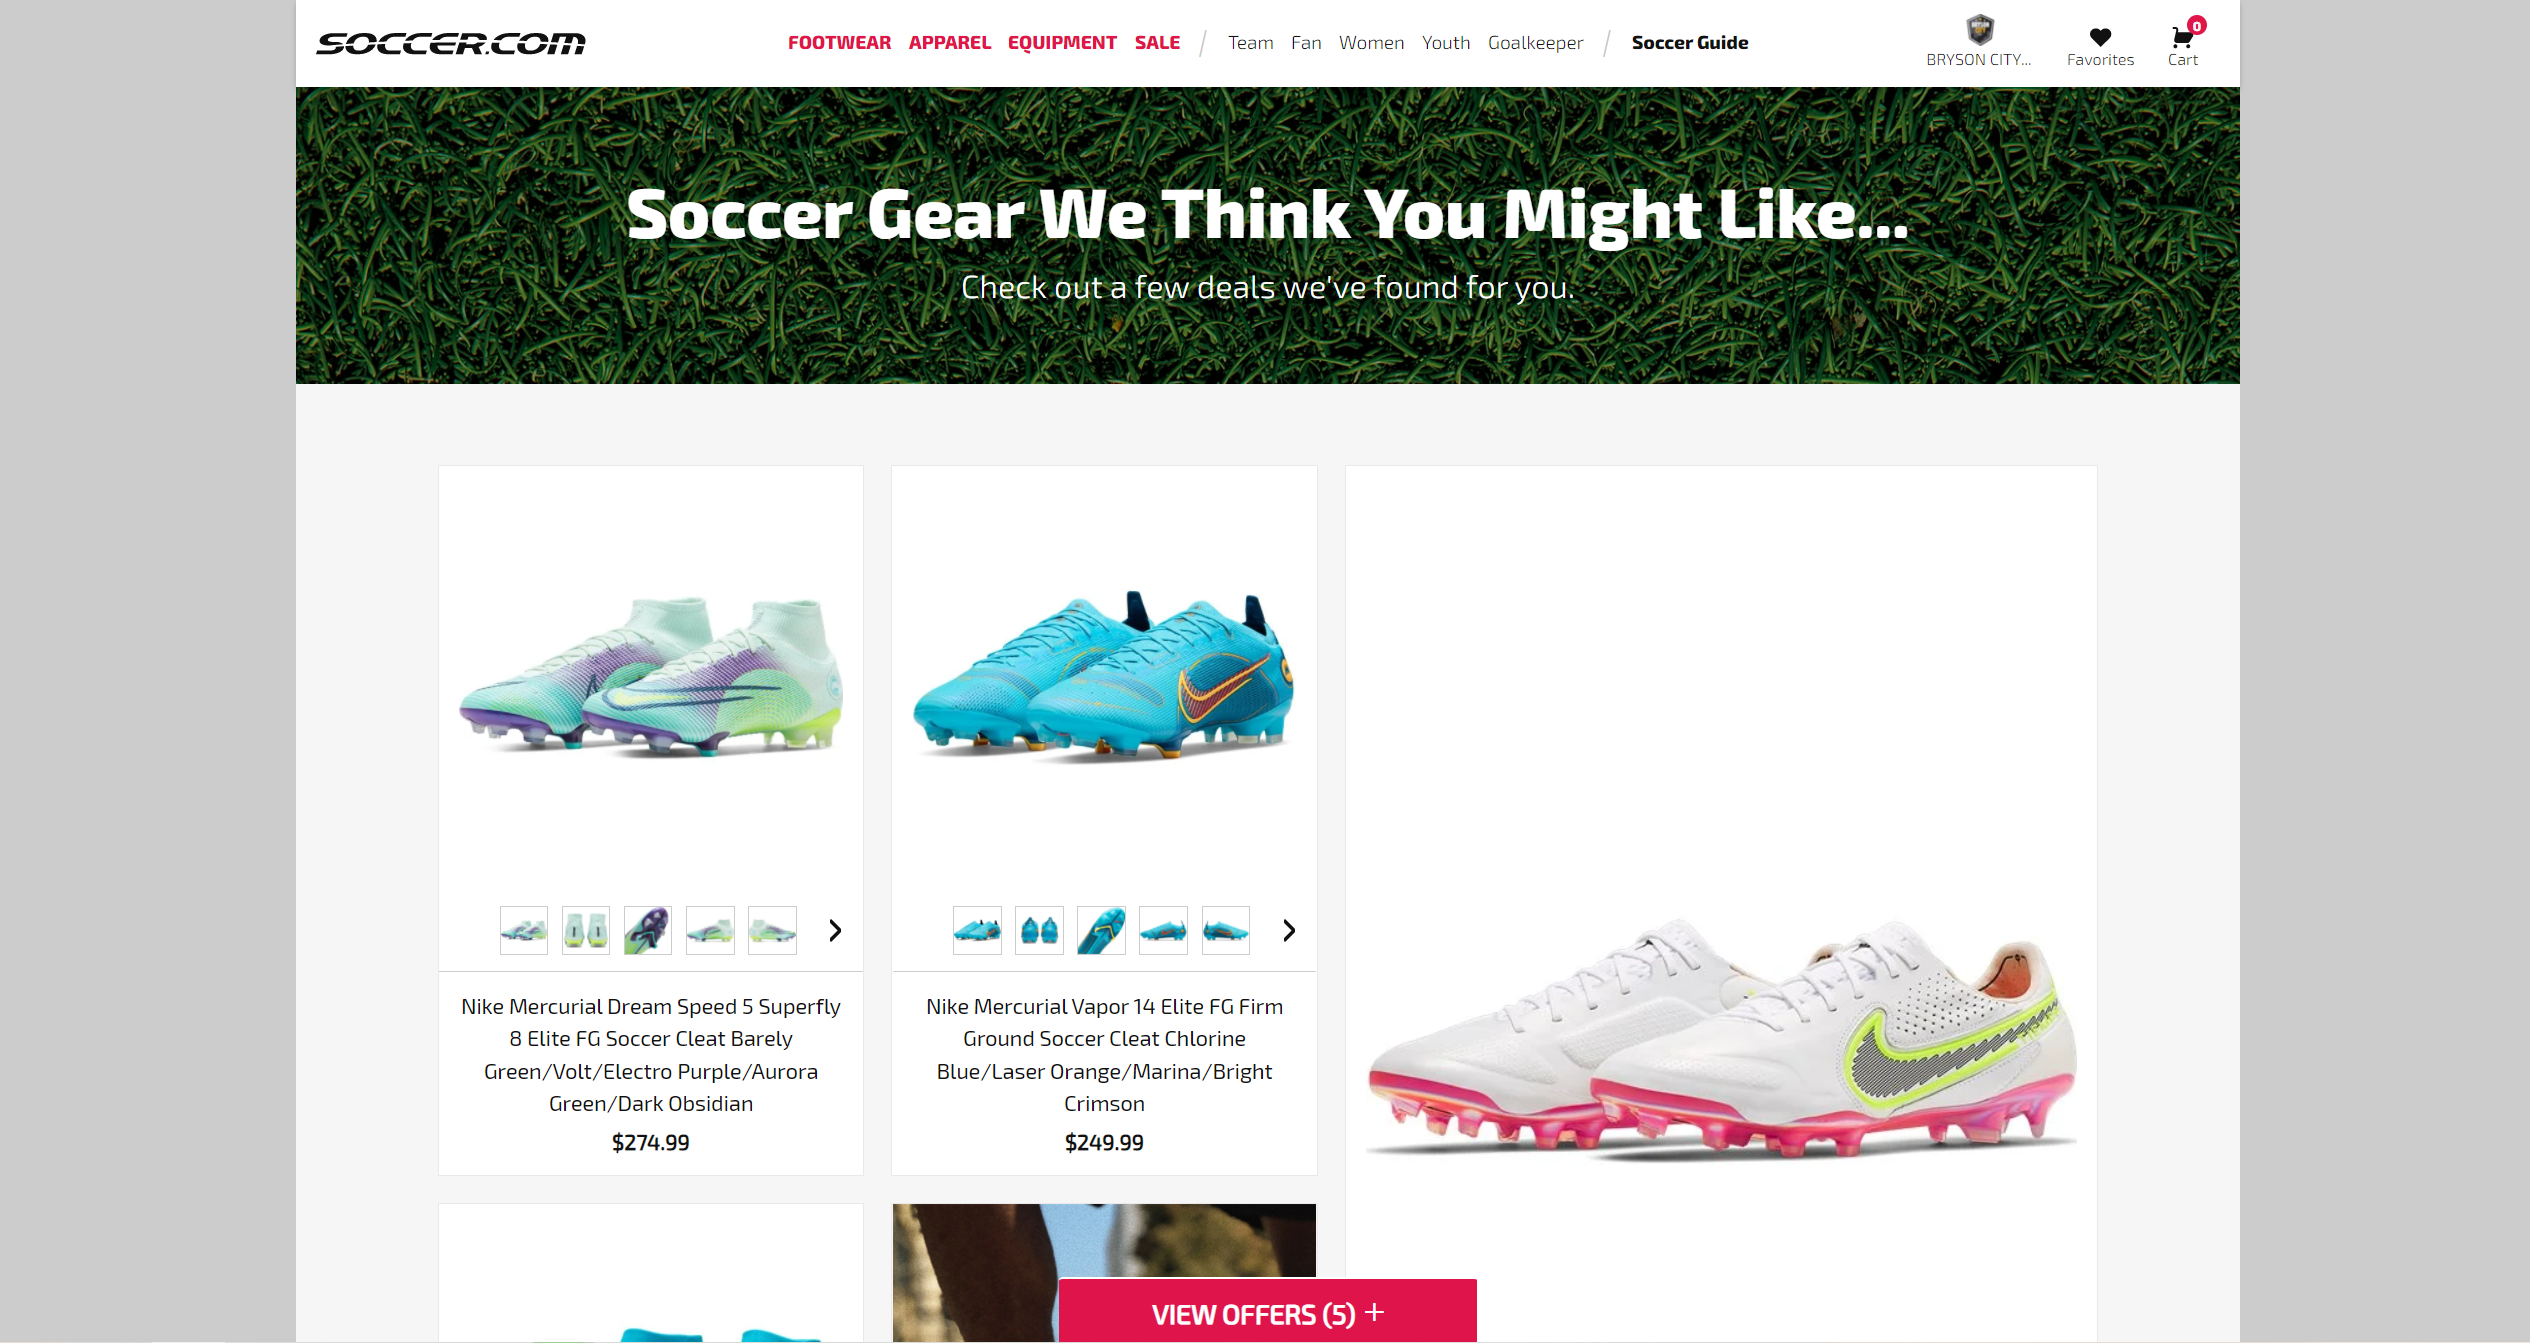 SOCCER.COM
FOOTWEAR APPAREL EQUIPMENT SALE / Team Fan Women Youth Goalkeeper / Soccer Guide
BRYSON CITY...
Favorites
0
Cart
Soccer Gear We Think You Might Like...
Check out a few deals we've found for you.
Nike Mercurial Dream Speed 5 Superfly
8 Elite FG Soccer Cleat Barely
Green/Volt/Electro Purple/Aurora
Green/Dark Obsidian
$274.99
Nike Mercurial Vapor 14 Elite FG Firm
Ground Soccer Cleat Chlorine
Blue/Laser Orange/Marina/Bright
Crimson
$249.99
VIEW OFFERS (5) +